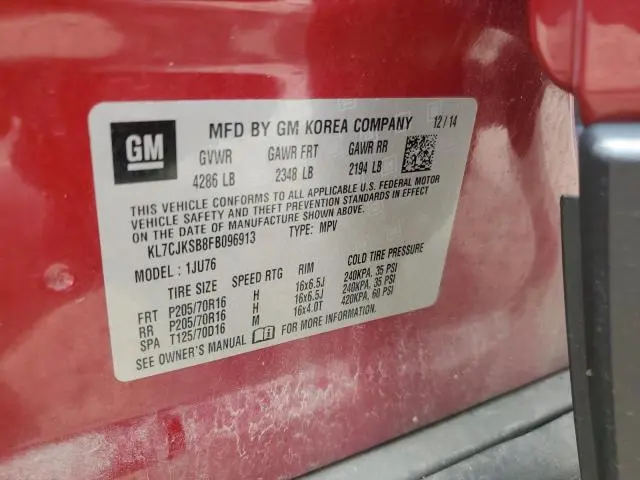 GM
MFD BY GM KOREA COMPANY 12/14
GVWR GAWR FRT GAWR RR
4286 LB 2348 LB 2194 LB
THIS VEHICLE CONFORMS TO ALL APPLICABLE U.S. FEDERAL MOTOR
VEHICLE SAFETY AND THEFT PREVENTION STANDARDS IN EFFECT
ON THE DATE OF MANUFACTURE SHOWN ABOVE.
KL7CJKSB8FB096913 TYPE: MPV
MODEL : 1JU76
TIRE SIZE SPEED RTG RIM COLD TIRE PRESSURE
FRT P205/70R16 H 16x6.5J 240KPA, 35 PSI
RR P205/70R16 H 16x6.5J 240KPA, 35 PSI
SPA T125/70D16 M 16x4.0T 420KPA, 60 PSI
SEE OWNER'S MANUAL FOR MORE INFORMATION.